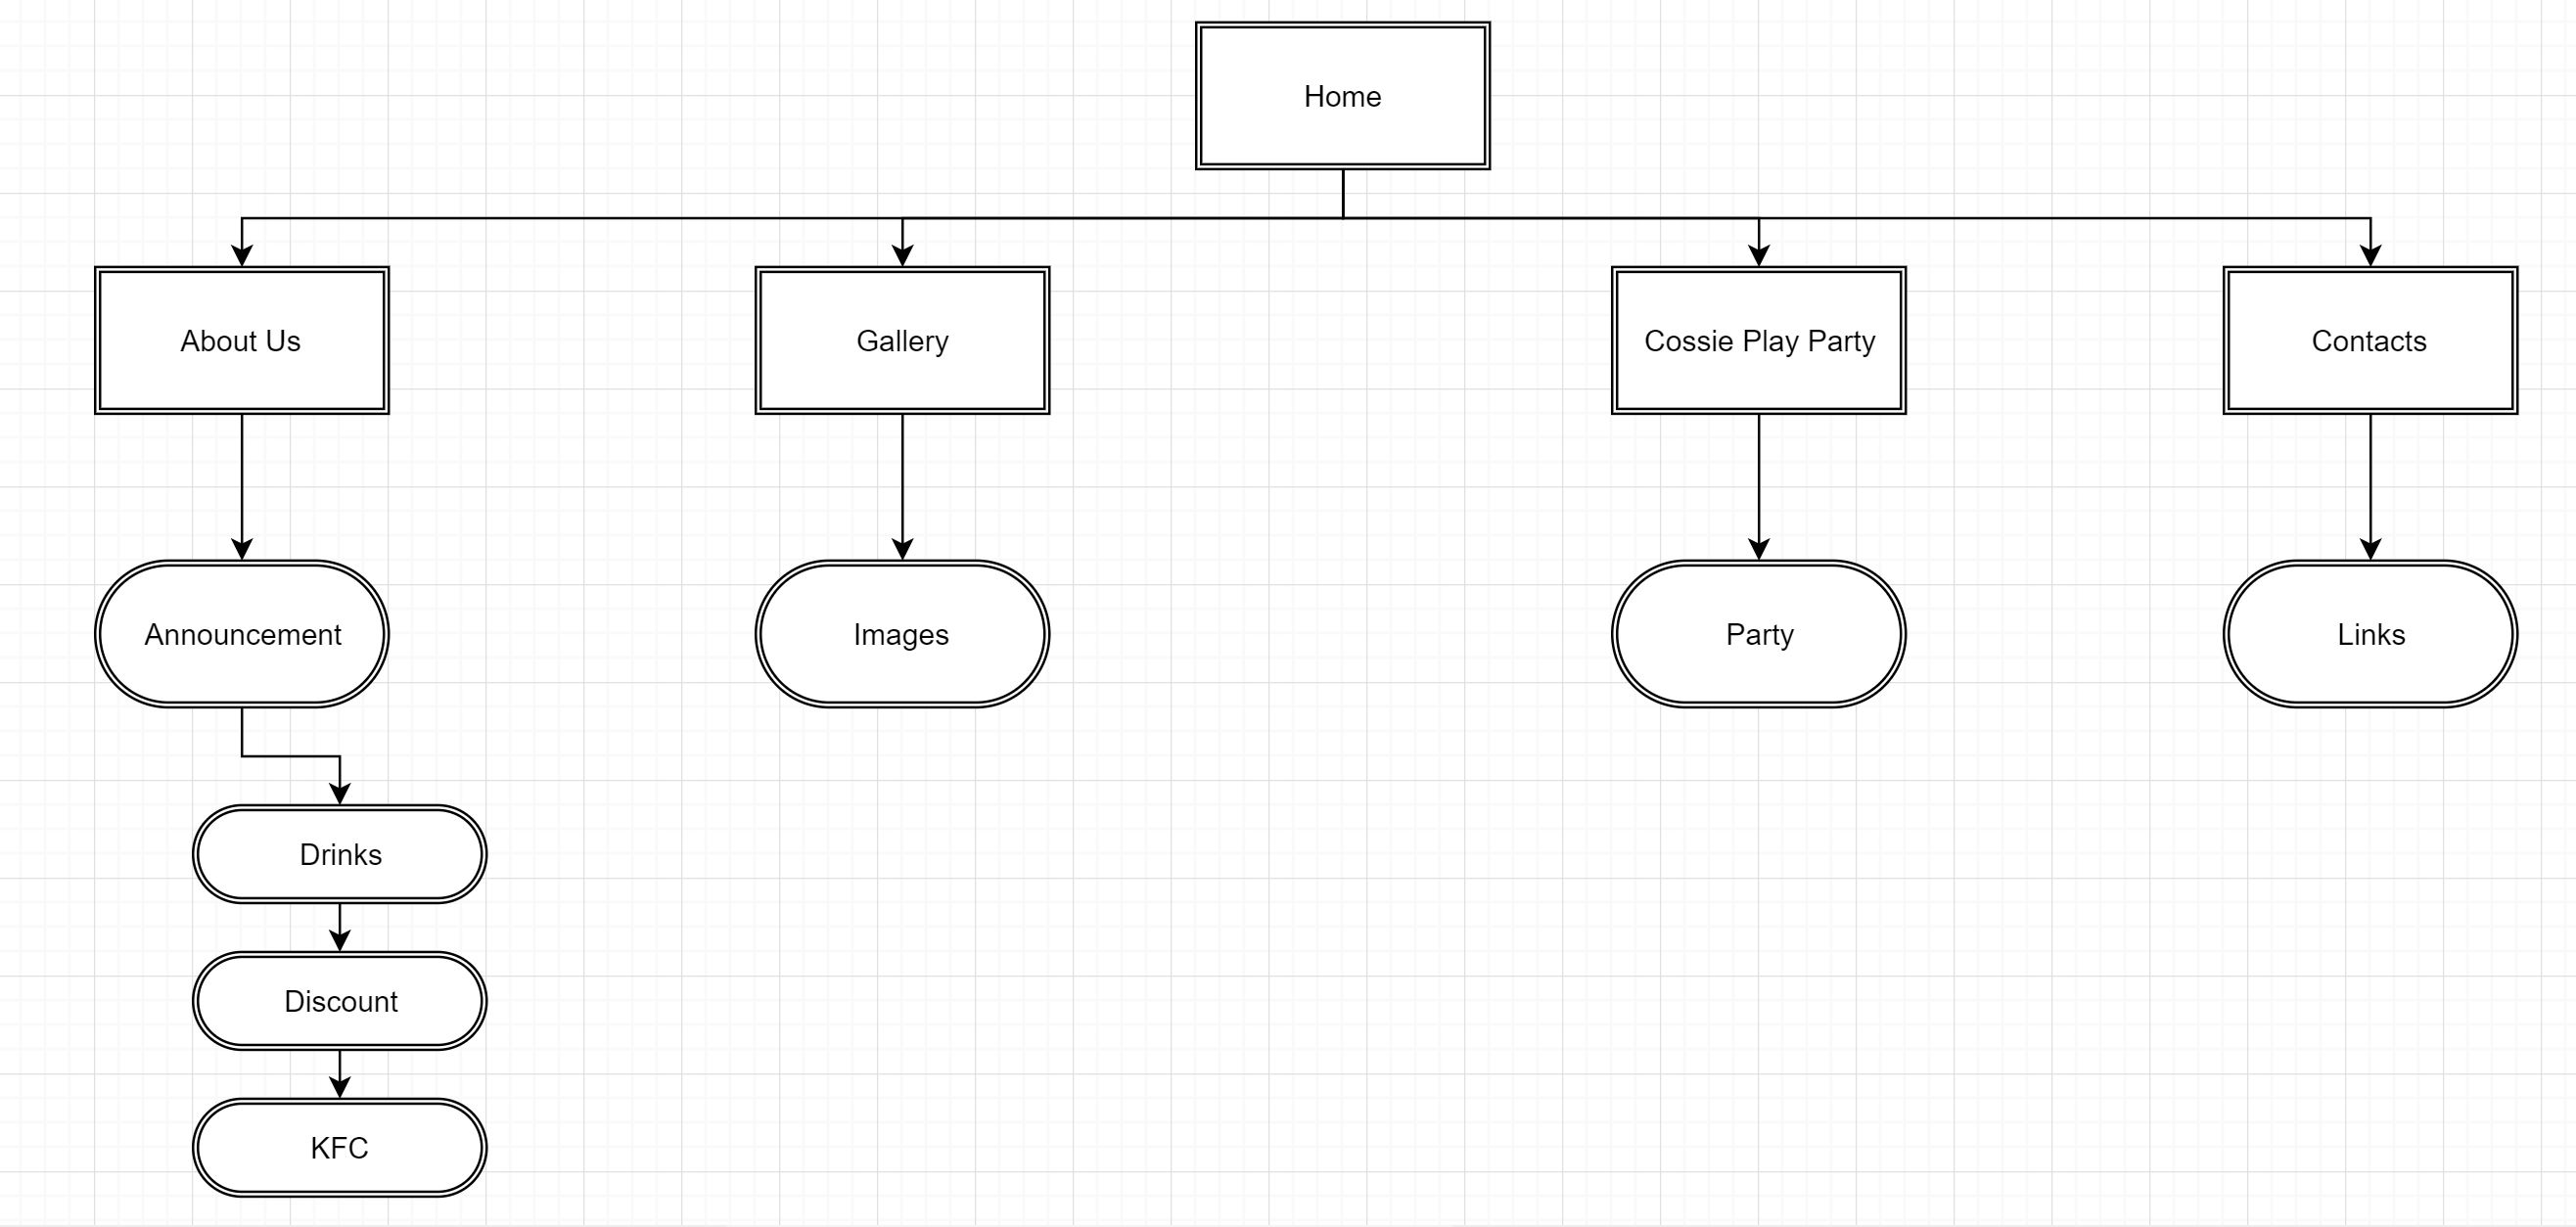 Home
About Us
Gallery
Cossie Play Party
Contacts
Announcement
Images
Party
Links
Drinks
Discount
KFC